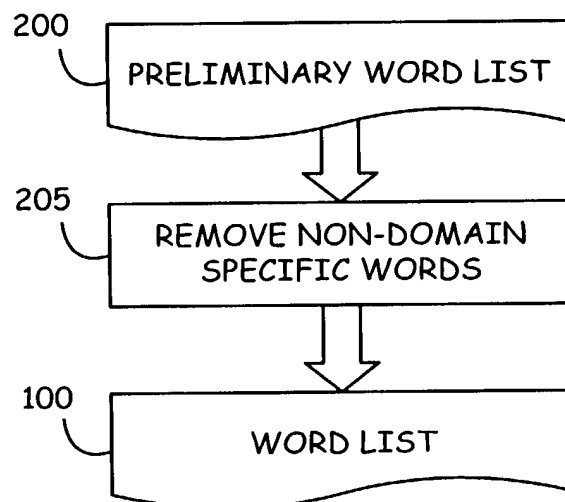 200
PRELIMINARY WORD LIST
205
REMOVE NON-DOMAIN
SPECIFIC WORDS
100
WORD LIST